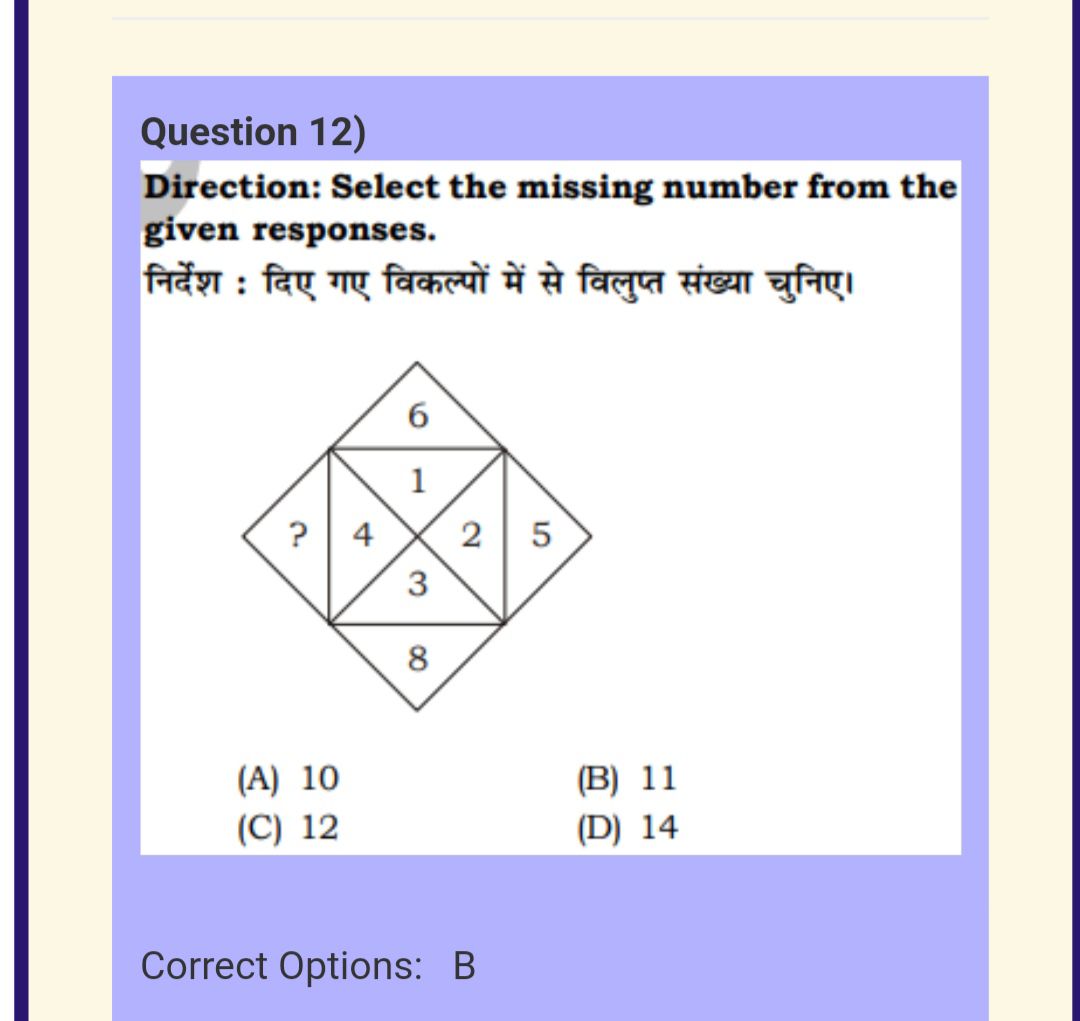 Question 12)
Direction: Select the missing number from the
given responses.
निर्देश : दिए गए विकल्पों में से विलुप्त संख्या चुनिए।
6
1
? 4 2 5
3
8
(A) 10 (B) 11
(C) 12 (D) 14
Correct Options: B